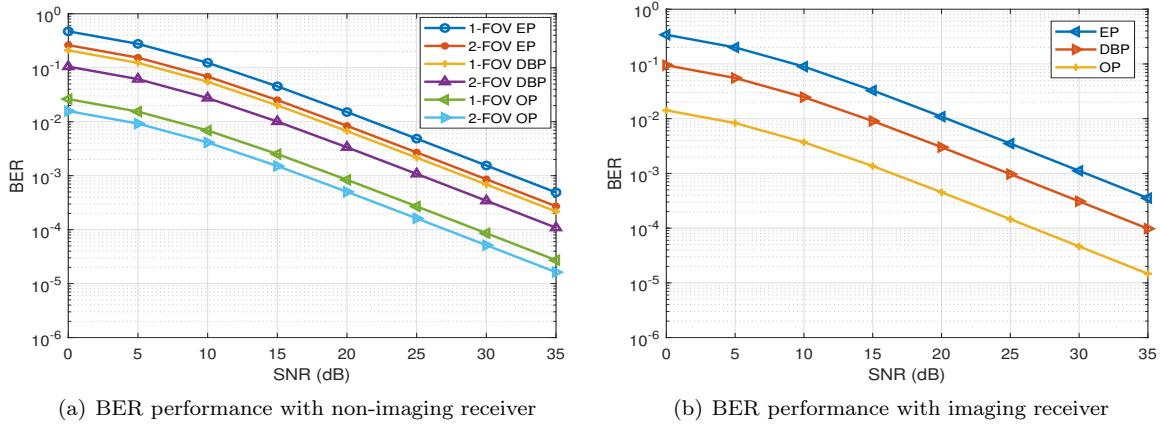 10^0
10^-1
10^-2
10^-3
10^-4
10^-5
10^-6
BER
0 5 10 15 20 25 30 35
SNR (dB)
1-FOV EP
2-FOV EP
1-FOV DBP
2-FOV DBP
1-FOV OP
2-FOV OP
(a) BER performance with non-imaging receiver
10^0
10^-1
10^-2
10^-3
10^-4
10^-5
10^-6
BER
0 5 10 15 20 25 30 35
SNR (dB)
EP
DBP
OP
(b) BER performance with imaging receiver